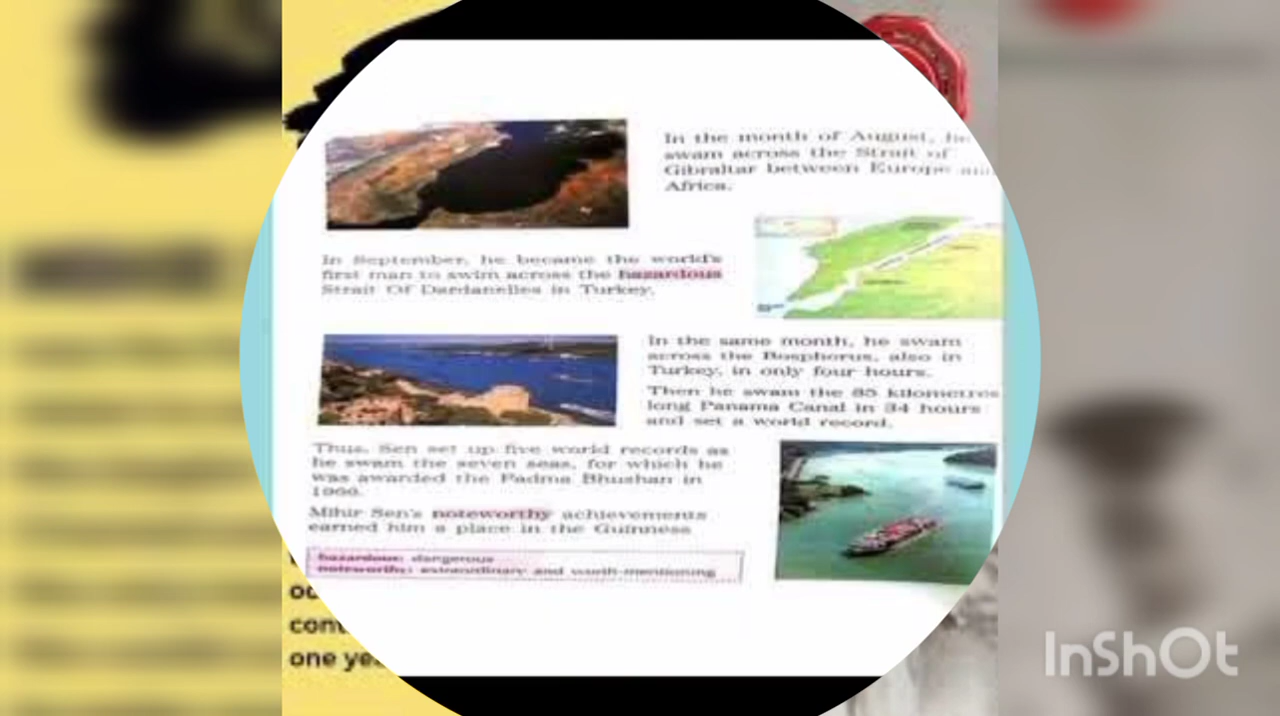 In the month of August, he
swam across the Strait of
Gibraltar between Europe and
Africa.
In September, he became the world's
first man to swim across the hazardous
Strait Of Dardanelles in Turkey.
In the same month, he swam
across the Bosphorus, also in
Turkey, in only four hours.
Then he swam the 85 kilometres
long Panama Canal in 34 hours
and set a world record.
Thus, Sen set up five world records as
he swam the seven seas, for which he
was awarded the Padma Bhushan in
Mihir Sen's noteworthy achievements
earned him a place in the Guinness
hazardous: dangerous
noteworthy: extraordinary and worth-mentioning
cont
one ye
InShOt